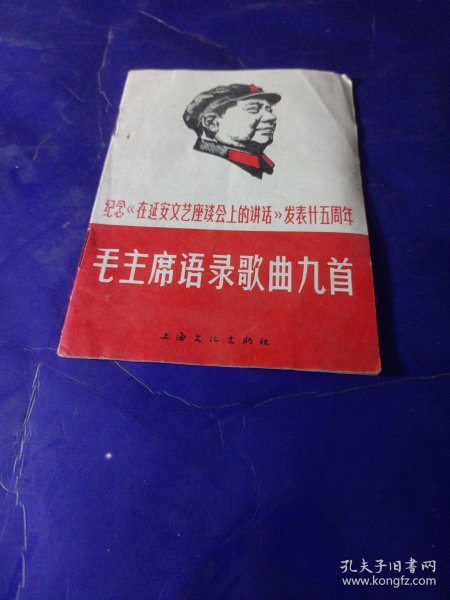 纪念《在延安文艺座谈会上的讲话》发表廿五周年
毛主席语录歌曲九首
上海文化出版社
孔夫子旧书网
www.kongfz.com